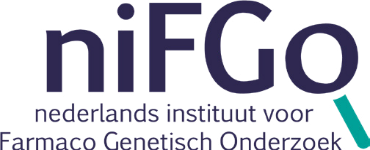 niFGo
nederlands instituut voor
Farmaco Genetisch Onderzoek